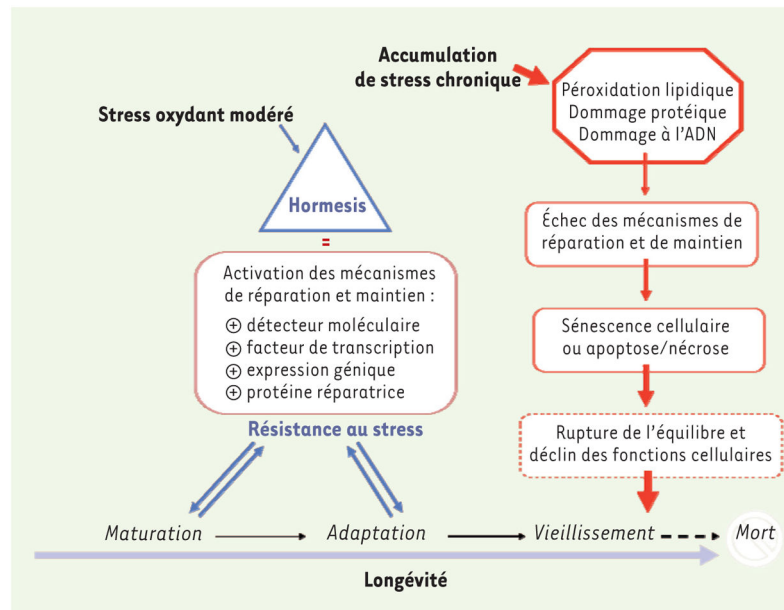 Accumulation
de stress chronique
Péroxidation lipidique
Dommage protéique
Dommage à l'ADN
Stress oxydant modéré
Hormesis
=
Échec des mécanismes de
réparation et de maintien
Activation des mécanismes
de réparation et maintien :
⊕ détecteur moléculaire
⊕ facteur de transcription
⊕ expression génique
⊕ protéine réparatrice
Sénescence cellulaire
ou apoptose/nécrose
Résistance au stress
Rupture de l'équilibre et
déclin des fonctions cellulaires
Maturation Adaptation Vieillissement Mort
Longévité